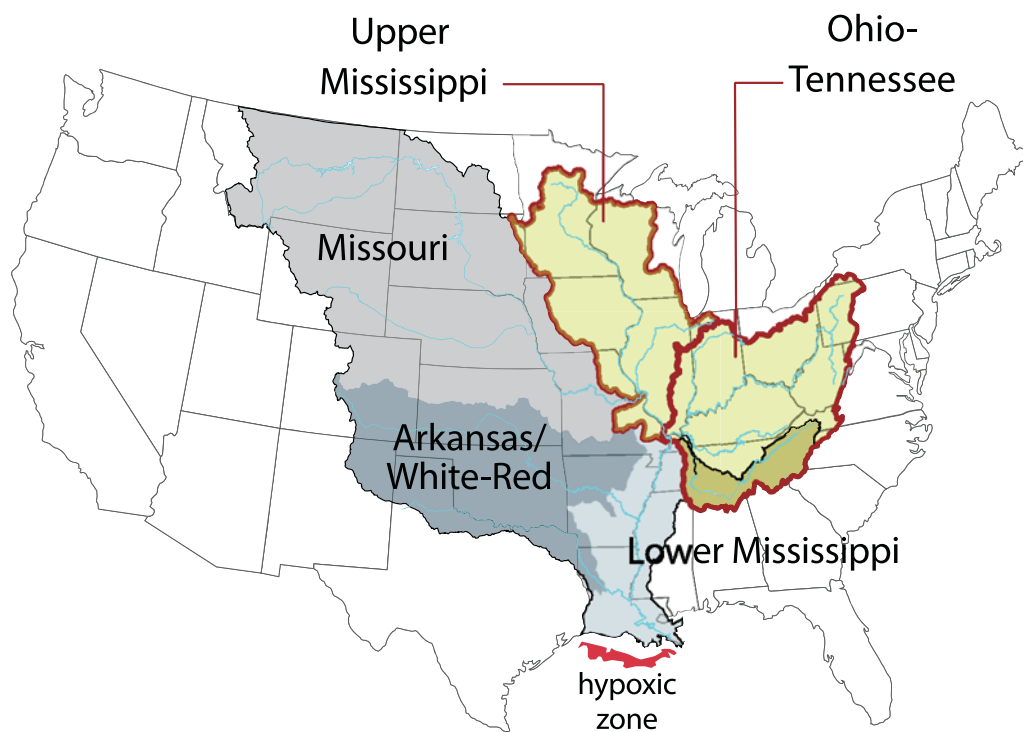 Upper
Mississippi
Ohio-
Tennessee
Missouri
Arkansas/
White-Red
Lower Mississippi
hypoxic
zone